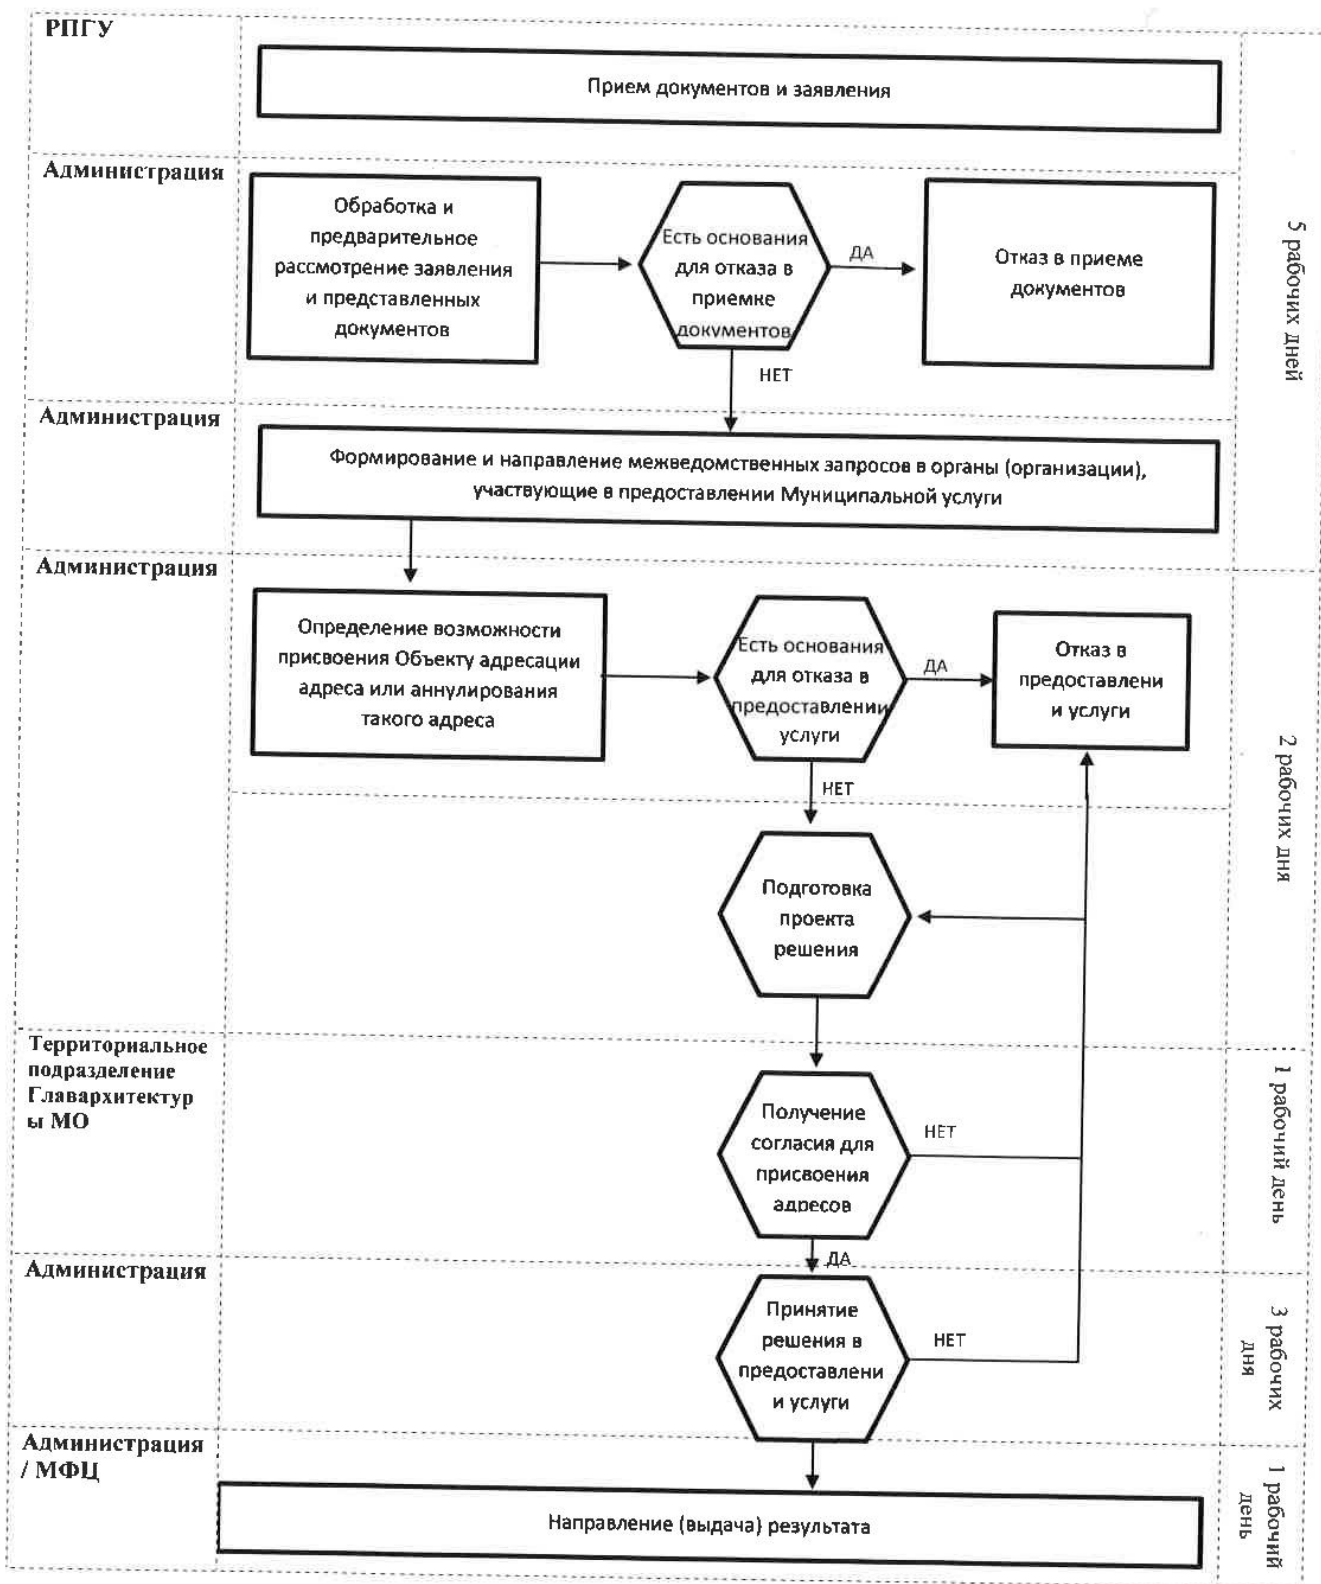 РПГУ
Прием документов и заявления
5 рабочих дней
Администрация
Обработка и
предварительное
рассмотрение заявления
и представленных
документов
Есть основания
для отказа в
приемке
документов
ДА
Отказ в приеме
документов
НЕТ
Администрация
Формирование и направление межведомственных запросов в органы (организации),
участвующие в предоставлении Муниципальной услуги
Администрация
Определение возможности
присвоения Объекту адресации
адреса или аннулирования
такого адреса
Есть основания
для отказа в
предоставлении
услуги
ДА
Отказ в
предоставлени
и услуги
2 рабочих дня
НЕТ
Подготовка
проекта
решения
Территориальное
подразделение
Главархитектур
ы МО
Получение
согласия для
присвоения
адресов
НЕТ
1 рабочий день
ДА
Администрация
Принятие
решения в
предоставлени
и услуги
НЕТ
3 рабочих
дня
Администрация
/ МФЦ
Направление (выдача) результата
1 рабочий
день